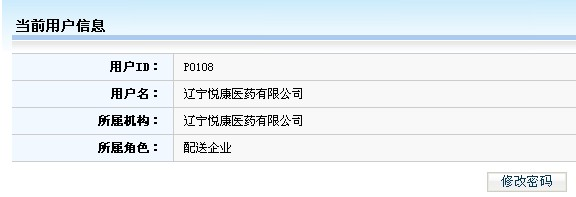 当前用户信息
用户ID： P0108
用户名： 辽宁悦康医药有限公司
所属机构： 辽宁悦康医药有限公司
所属角色： 配送企业
修改密码